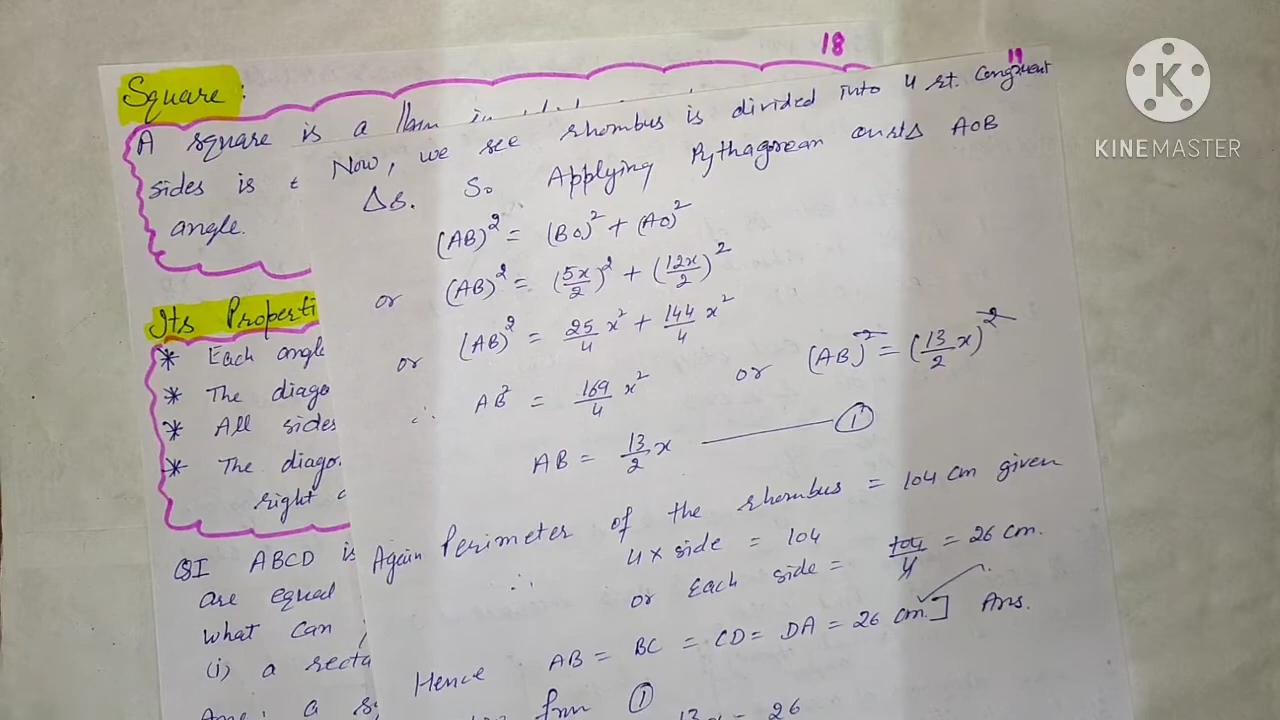 18
Square:
A square is a
sides is
angle.
Its Properti
* Each angle
* The diago
* All sides
* The diago
right
QI ABCD is
are equal
what can
(i) a recta
Ans: a
19
Now, we see rhombus is divided into 4 rt. Congruent
Δs. So Applying Pythagorean on rt Δ AOB
(AB)² = (BO)² + (AO)²
or (AB)² = (5x/2)² + (12x/2)²
or (AB)² = 25/4 x² + 144/4 x²
∴ AB² = 169/4 x² or (AB)² = (13/2 x)²
AB = 13/2 x ——— ①
Again Perimeter of the rhombus = 104 cm given
∴ 4 × side = 104
or Each side = 104/4 = 26 cm.
Hence AB = BC = CD = DA = 26 cm.] Ans.
from ①
= 26
K
KINEMASTER